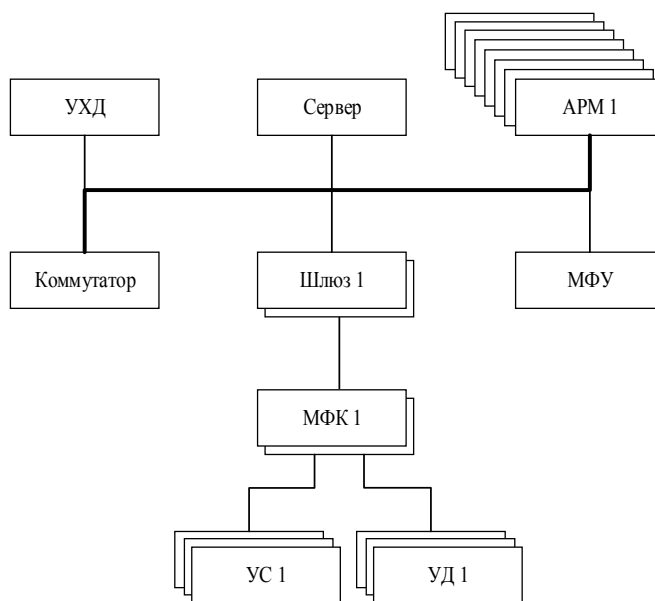 УХД
Сервер
АРМ 1
Коммутатор
Шлюз 1
МФУ
МФК 1
УС 1
УД 1